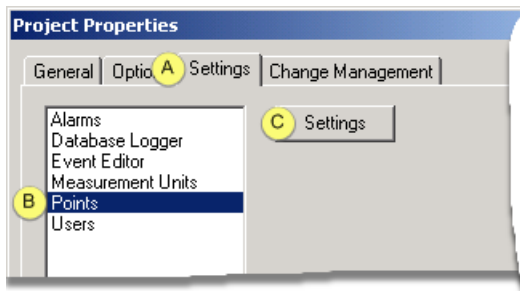 Project Properties
General Optio A Settings Change Management
Alarms
C Settings
Database Logger
Event Editor
Measurement Units
B Points
Users